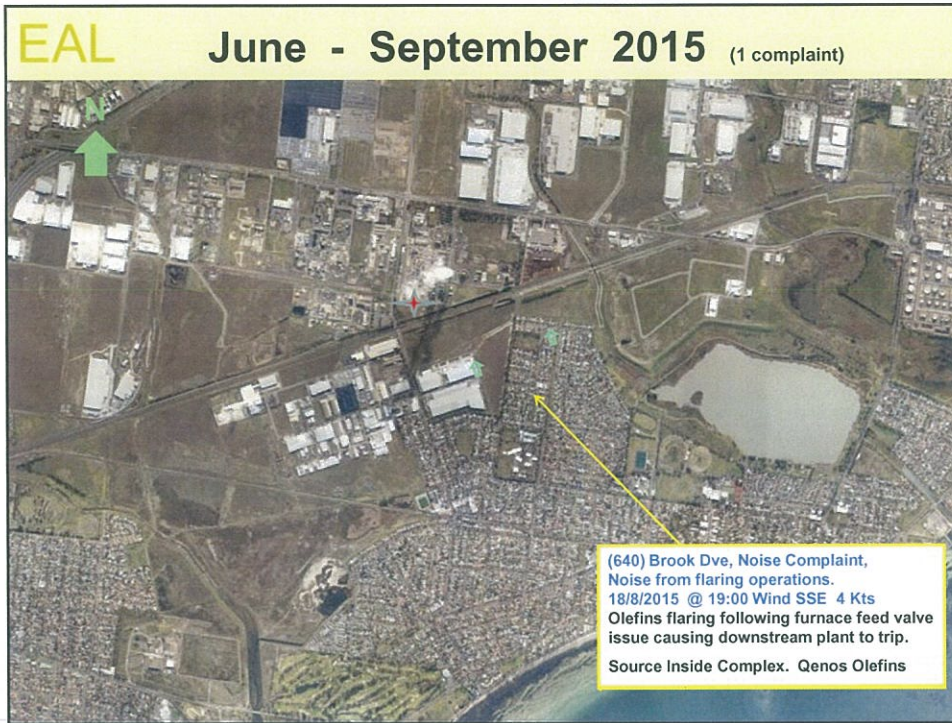 EAL June - September 2015 (1 complaint)
N
(640) Brook Dve, Noise Complaint,
Noise from flaring operations.
18/8/2015 @ 19:00 Wind SSE 4 Kts
Olefins flaring following furnace feed valve
issue causing downstream plant to trip.
Source Inside Complex. Qenos Olefins